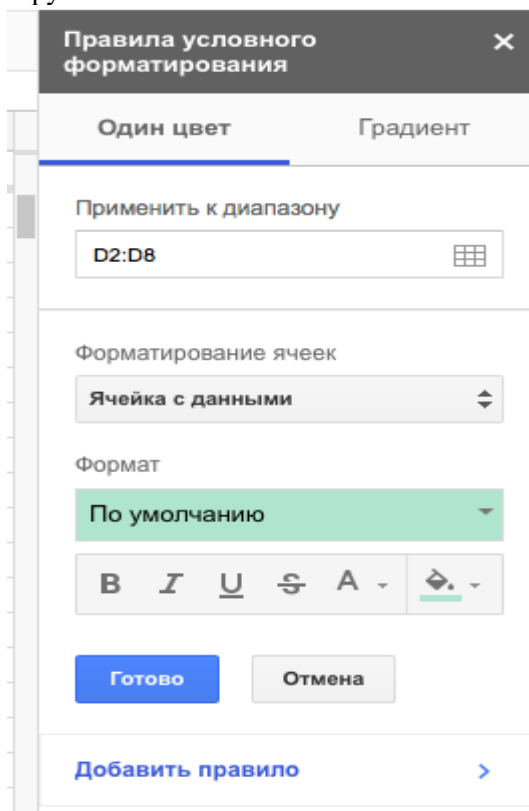 Правила условного
форматирования
Один цвет Градиент
Применить к диапазону
D2:D8
Форматирование ячеек
Ячейка с данными
Формат
По умолчанию
B I U S A
Готово Отмена
Добавить правило